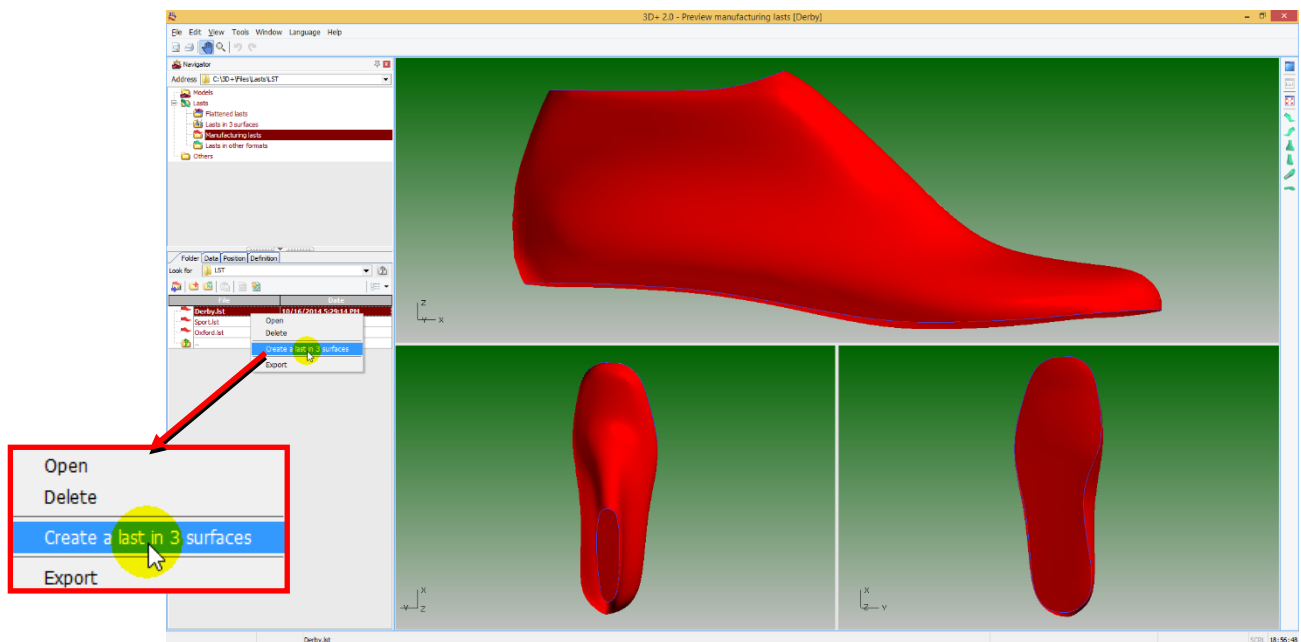 3D+ 2.0 - Preview manufacturing lasts [Derby]
File Edit View Tools Window Language Help
Navigator
Address C:\3D+\Files\Lasts\LST
Models
Lasts
Flattened lasts
Lasts in 3 surfaces
Manufacturing lasts
Lasts in other formats
Others
Folder Data Position Definition
Look for LST
File Date
Derby.lst 10/16/2014 5:29:14 PM
Sport.lst
Oxford.lst
..
Open
Delete
Create a last in 3 surfaces
Export
Z
Y X
Open
Delete
Create a last in 3 surfaces
Export
X
Y Z
X
Z Y
Derby.lst
SCRL 18:56:48